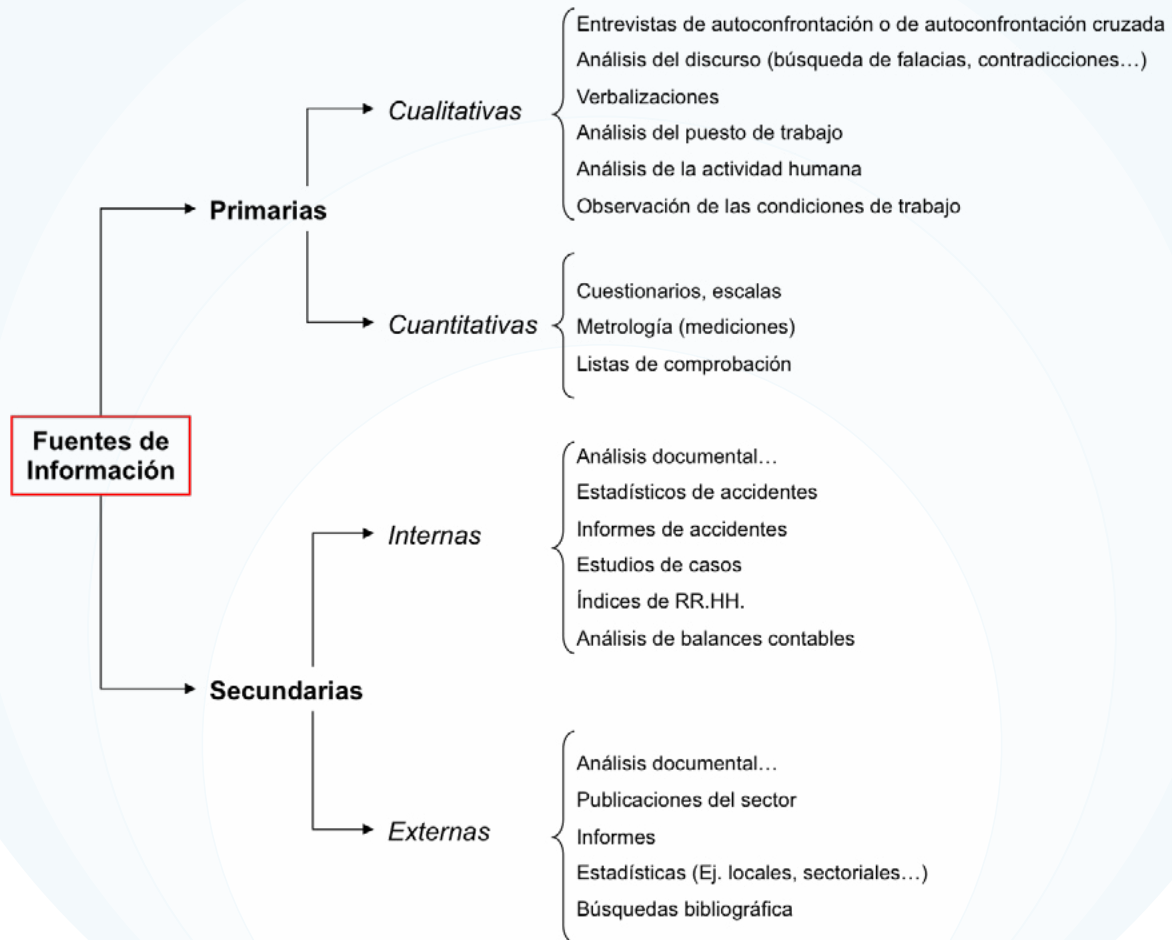 Entrevistas de autoconfrontación o de autoconfrontación cruzada
Análisis del discurso (búsqueda de falacias, contradicciones…)
Verbalizaciones
Cualitativas
Análisis del puesto de trabajo
Análisis de la actividad humana
Observación de las condiciones de trabajo
Primarias
Cuestionarios, escalas
Cuantitativas
Metrología (mediciones)
Listas de comprobación
Fuentes de
Información
Análisis documental…
Estadísticos de accidentes
Internas
Informes de accidentes
Estudios de casos
Índices de RR.HH.
Análisis de balances contables
Secundarias
Análisis documental…
Publicaciones del sector
Externas
Informes
Estadísticas (Ej. locales, sectoriales…)
Búsquedas bibliográfica